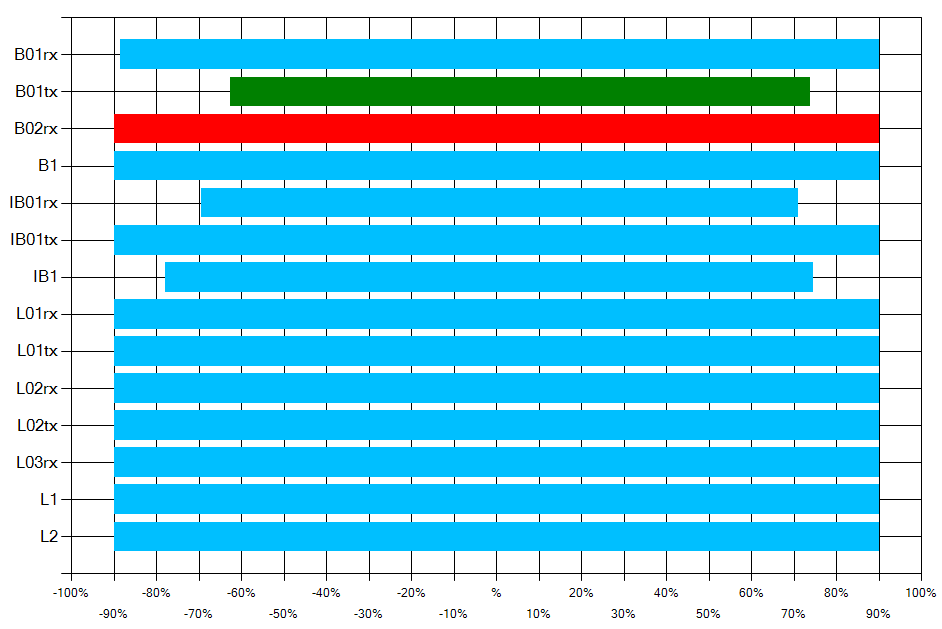 B01rx
B01tx
B02rx
B1
IB01rx
IB01tx
IB1
L01rx
L01tx
L02rx
L02tx
L03rx
L1
L2
-100% -80% -60% -40% -20% % 20% 40% 60% 80% 100%
-90% -70% -50% -30% -10% 10% 30% 50% 70% 90%